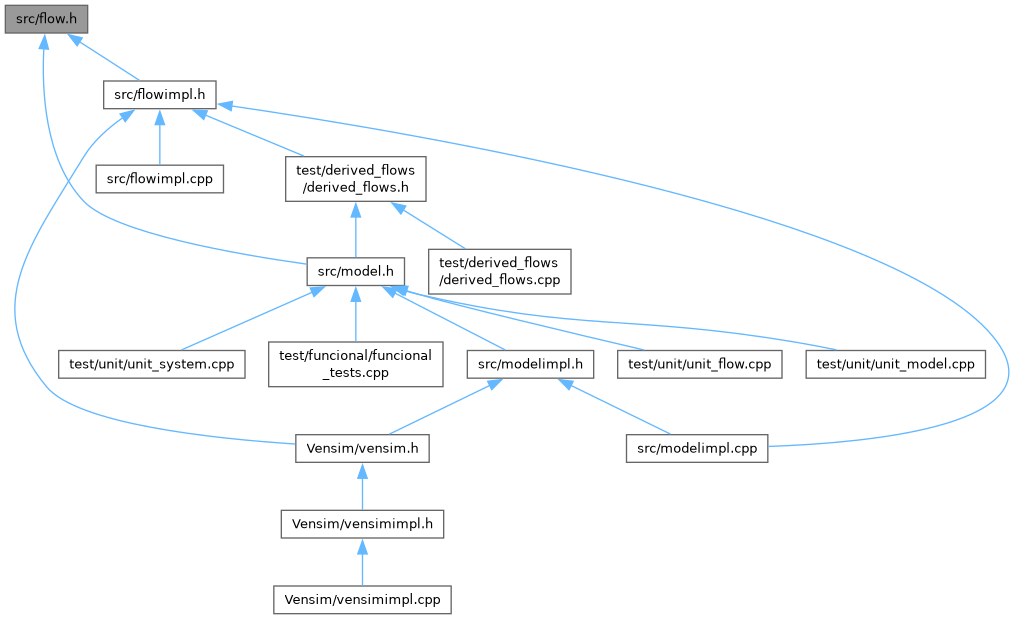 src/flow.h
src/flowimpl.h
src/flowimpl.cpp
test/derived_flows
/derived_flows.h
src/model.h
test/derived_flows
/derived_flows.cpp
test/unit/unit_system.cpp
test/funcional/funcional
_tests.cpp
src/modelimpl.h
test/unit/unit_flow.cpp
test/unit/unit_model.cpp
Vensim/vensim.h
src/modelimpl.cpp
Vensim/vensimimpl.h
Vensim/vensimimpl.cpp